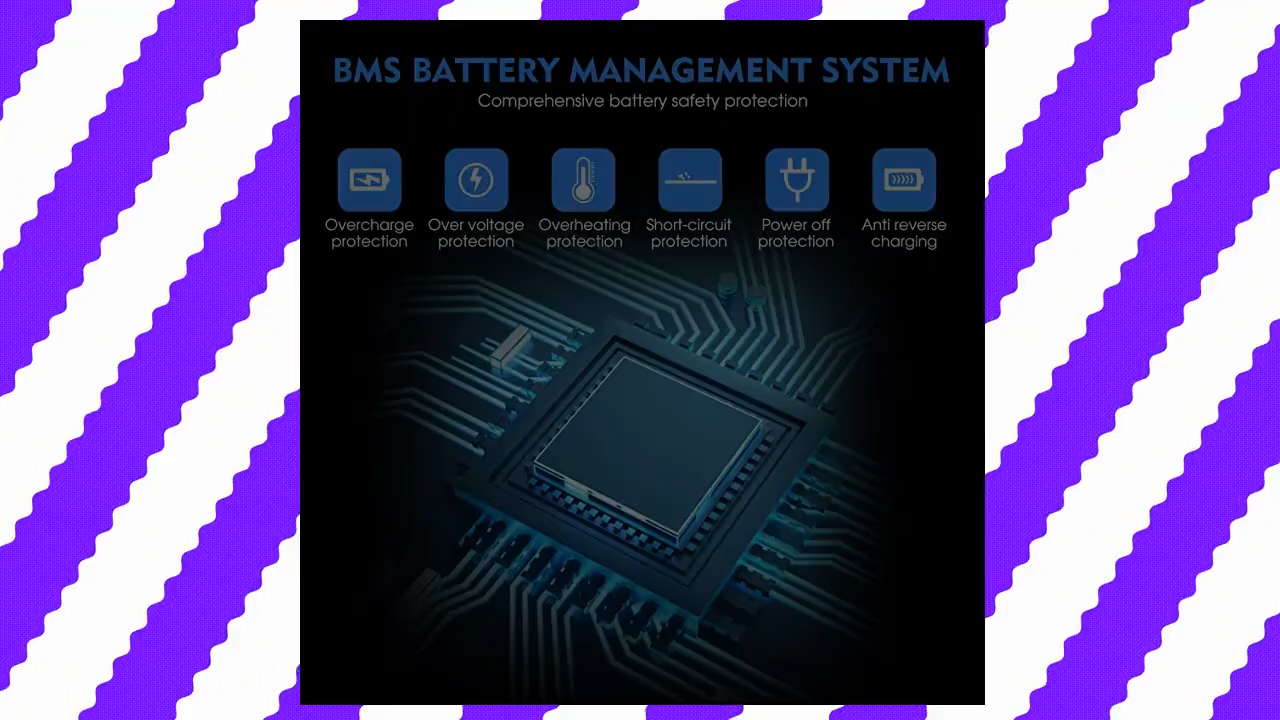 BMS BATTERY MANAGEMENT SYSTEM
Comprehensive battery safety protection
Overcharge protection
Over voltage protection
Overheating protection
Short-circuit protection
Power off protection
Anti reverse charging